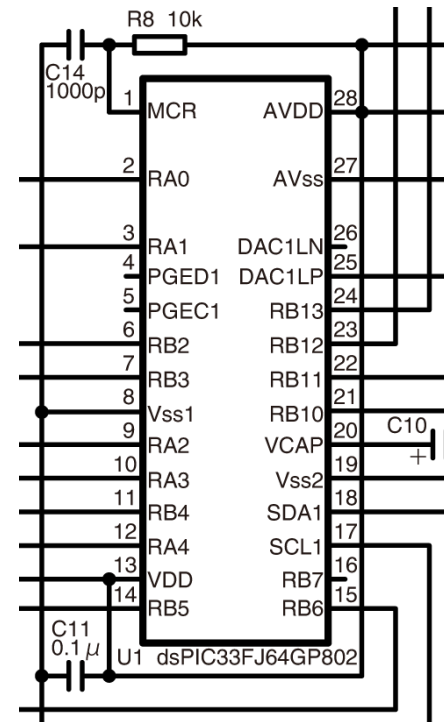 R8 10k
C14
1000p
1 MCR AVDD 28
2 RA0 AVss 27
3 RA1 DAC1LN 26
4 PGED1 DAC1LP 25
5 PGEC1 RB13 24
6 RB2 RB12 23
7 RB3 RB11 22
8 Vss1 RB10 21
9 RA2 VCAP 20
C10
+
10 RA3 Vss2 19
11 RB4 SDA1 18
12 RA4 SCL1 17
13 VDD RB7 16
14 RB5 RB6 15
C11
0.1μ
U1 dsPIC33FJ64GP802